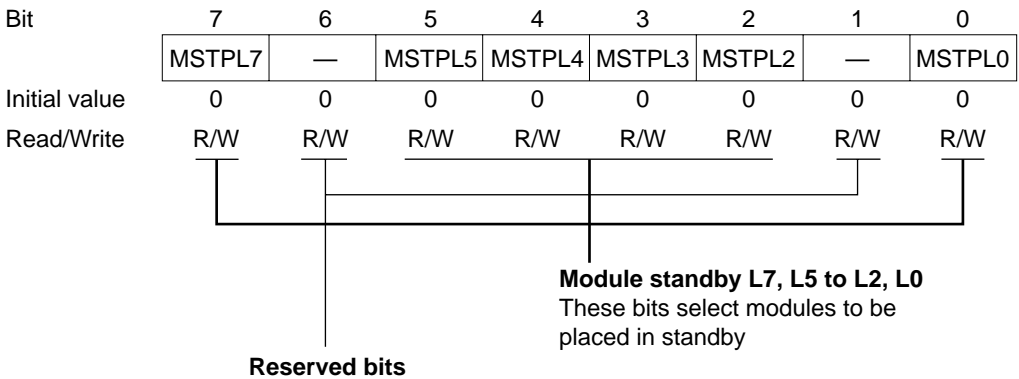 Bit 7 6 5 4 3 2 1 0
MSTPL7 — MSTPL5 MSTPL4 MSTPL3 MSTPL2 — MSTPL0
Initial value 0 0 0 0 0 0 0 0
Read/Write R/W R/W R/W R/W R/W R/W R/W R/W
Module standby L7, L5 to L2, L0
These bits select modules to be
placed in standby
Reserved bits